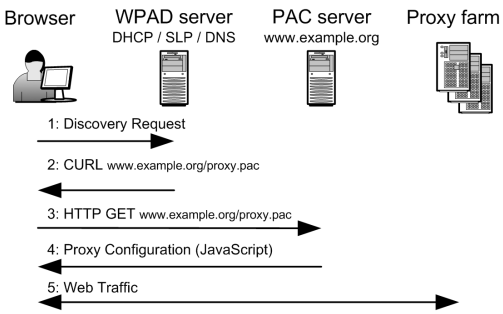 Browser
WPAD server
DHCP / SLP / DNS
PAC server
www.example.org
Proxy farm
1: Discovery Request
2: CURL www.example.org/proxy.pac
3: HTTP GET www.example.org/proxy.pac
4: Proxy Configuration (JavaScript)
5: Web Traffic